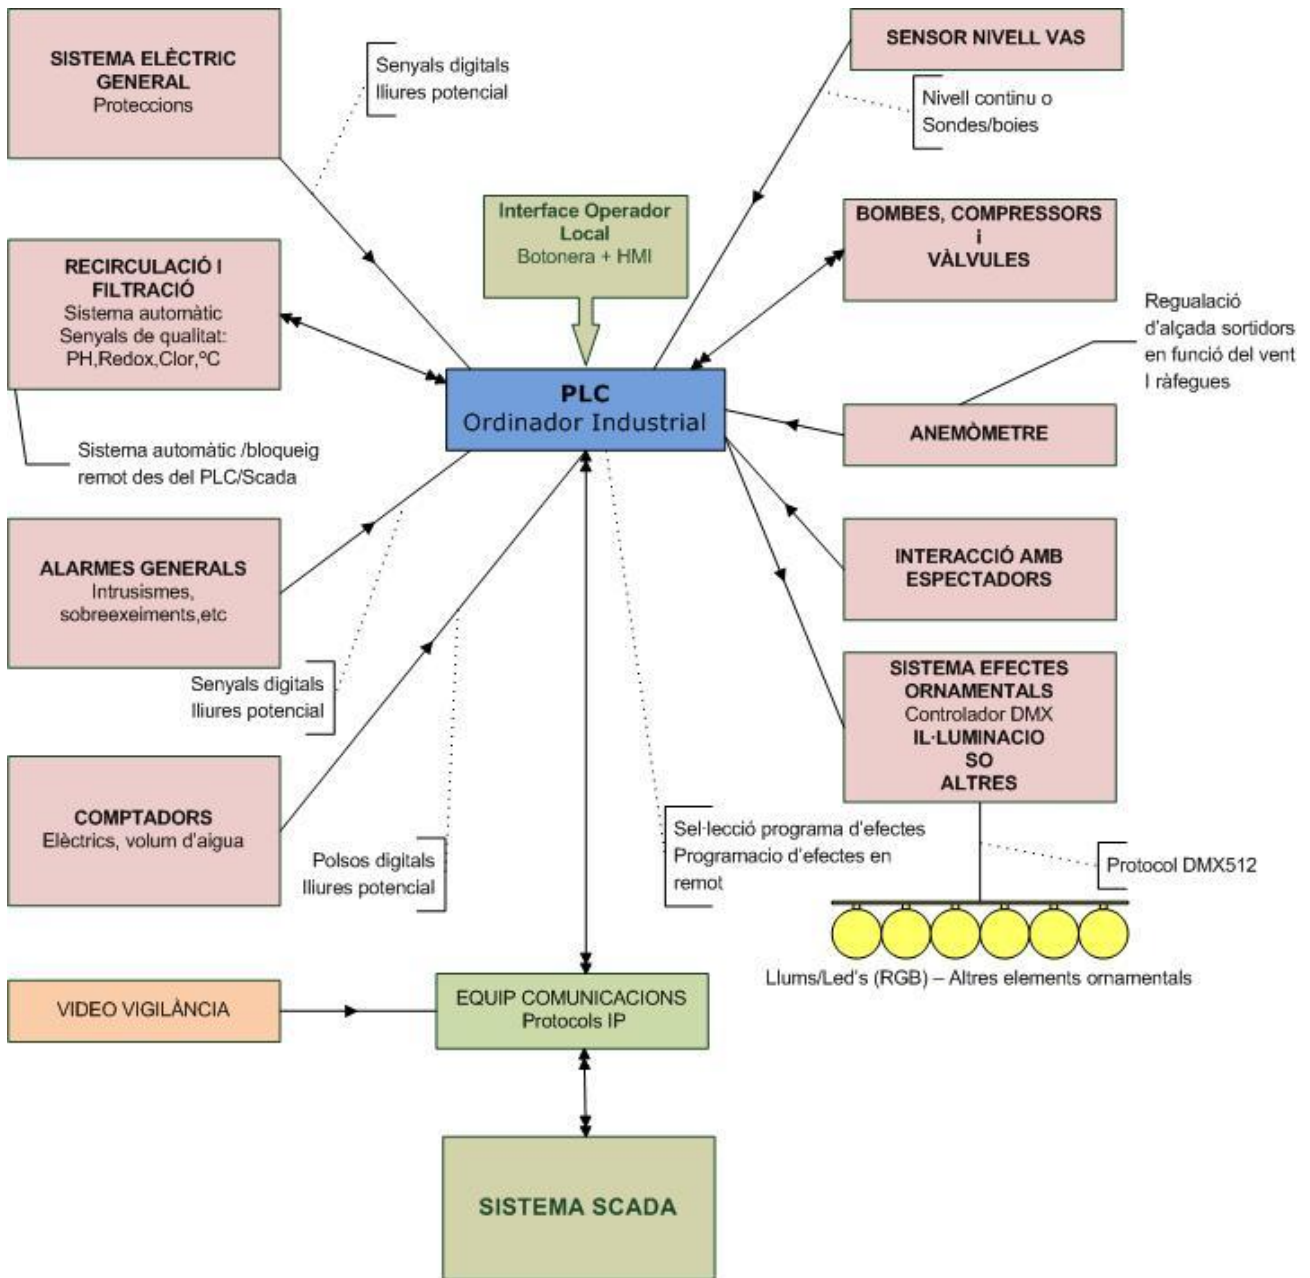 SISTEMA ELÈCTRIC
GENERAL
Proteccions
Senyals digitals
lliures potencial
SENSOR NIVELL VAS
Nivell continu o
Sondes/boies
Interface Operador
Local
Botonera + HMI
BOMBES, COMPRESSORS
i
VÀLVULES
RECIRCULACIÓ I
FILTRACIÓ
Sistema automàtic
Senyals de qualitat:
PH,Redox,Clor,ºC
Regualació
d'alçada sortidors
en funció del vent
I ràfegues
PLC
Ordinador Industrial
ANEMÒMETRE
Sistema automàtic /bloqueig
remot des del PLC/Scada
ALARMES GENERALS
Intrusismes,
sobreexeiments,etc
INTERACCIÓ AMB
ESPECTADORS
Senyals digitals
lliures potencial
SISTEMA EFECTES
ORNAMENTALS
Controlador DMX
IL·LUMINACIO
SO
ALTRES
COMPTADORS
Elèctrics, volum d'aigua
Polsos digitals
lliures potencial
Sel·lecció programa d'efectes
Programacio d'efectes en
remot
Protocol DMX512
Llums/Led's (RGB) – Altres elements ornamentals
VIDEO VIGILÀNCIA
EQUIP COMUNICACIONS
Protocols IP
SISTEMA SCADA